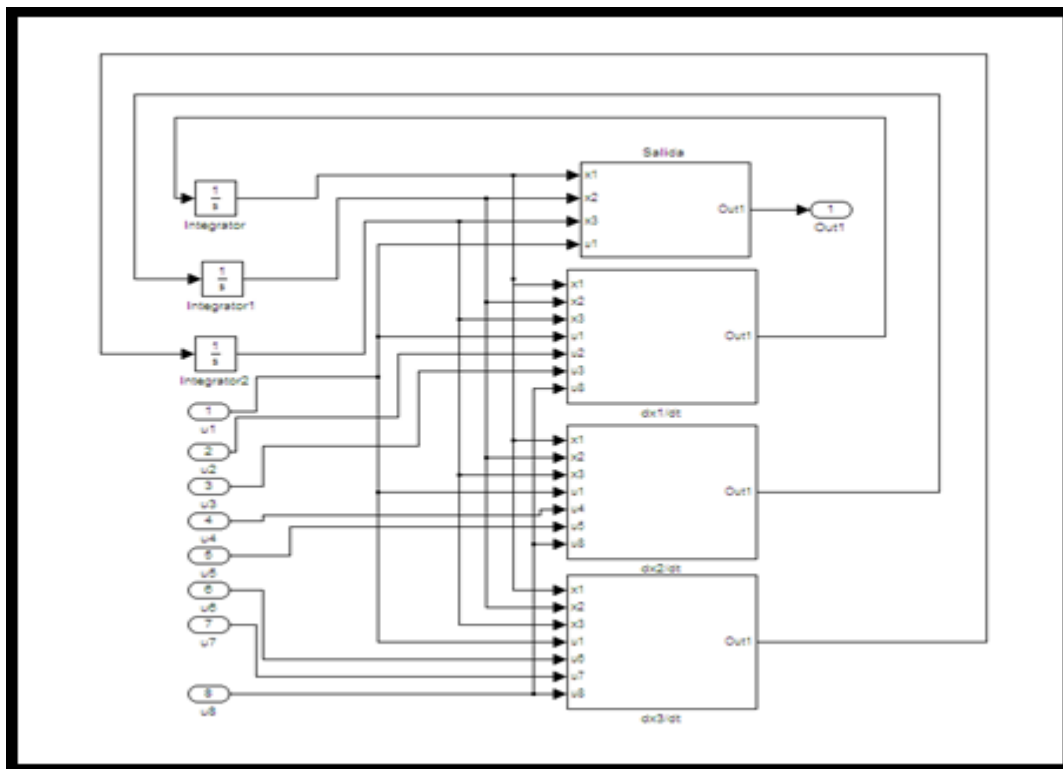 Salida
x1
x2
x3
u1
Out1
1
Out1
1
s
Integrator
1
s
Integrator1
1
s
Integrator2
x1
x2
x3
u1
u2
u3
u8
Out1
dx1/dt
x1
x2
x3
u1
u4
u5
u8
Out1
dx2/dt
x1
x2
x3
u1
u6
u7
u8
Out1
dx3/dt
1
u1
2
u2
3
u3
4
u4
5
u5
6
u6
7
u7
8
u8